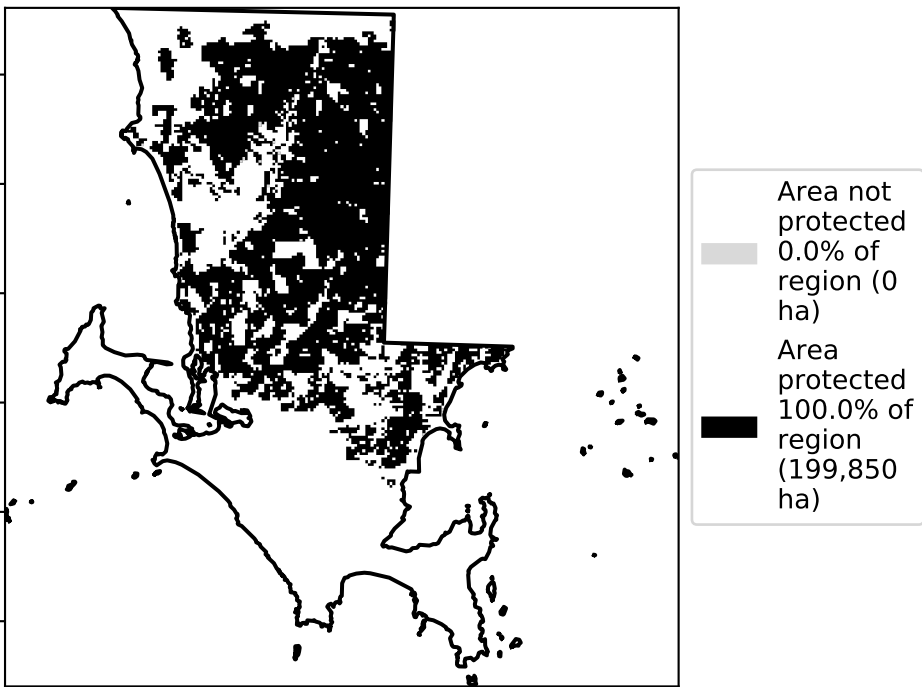 Area not
protected
0.0% of
region (0
ha)
Area
protected
100.0% of
region
(199,850
ha)